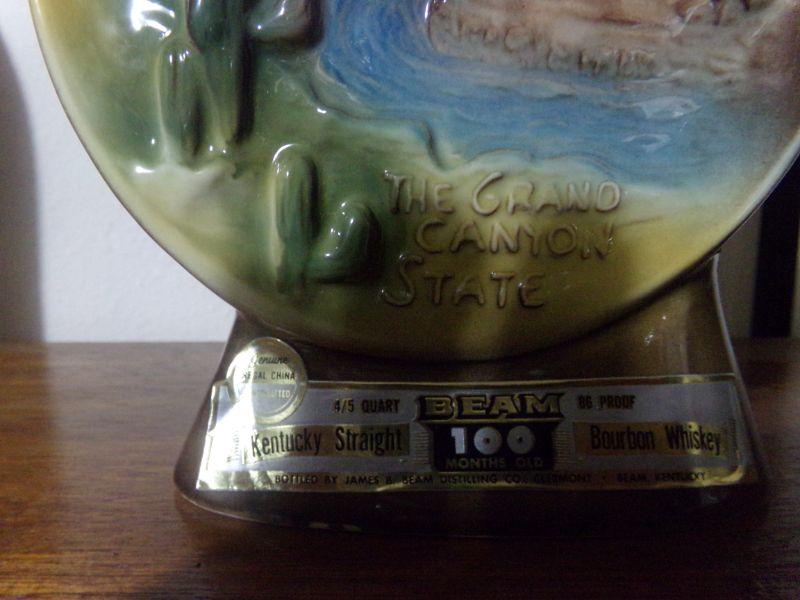 THE GRAND
CANYON
STATE
Genuine
REGAL CHINA
4/5 QUART
BEAM
86 PROOF
Kentucky Straight
100
MONTHS OLD
Bourbon Whiskey
BOTTLED BY JAMES B. BEAM DISTILLING CO., CLERMONT • BEAM, KENTUCKY